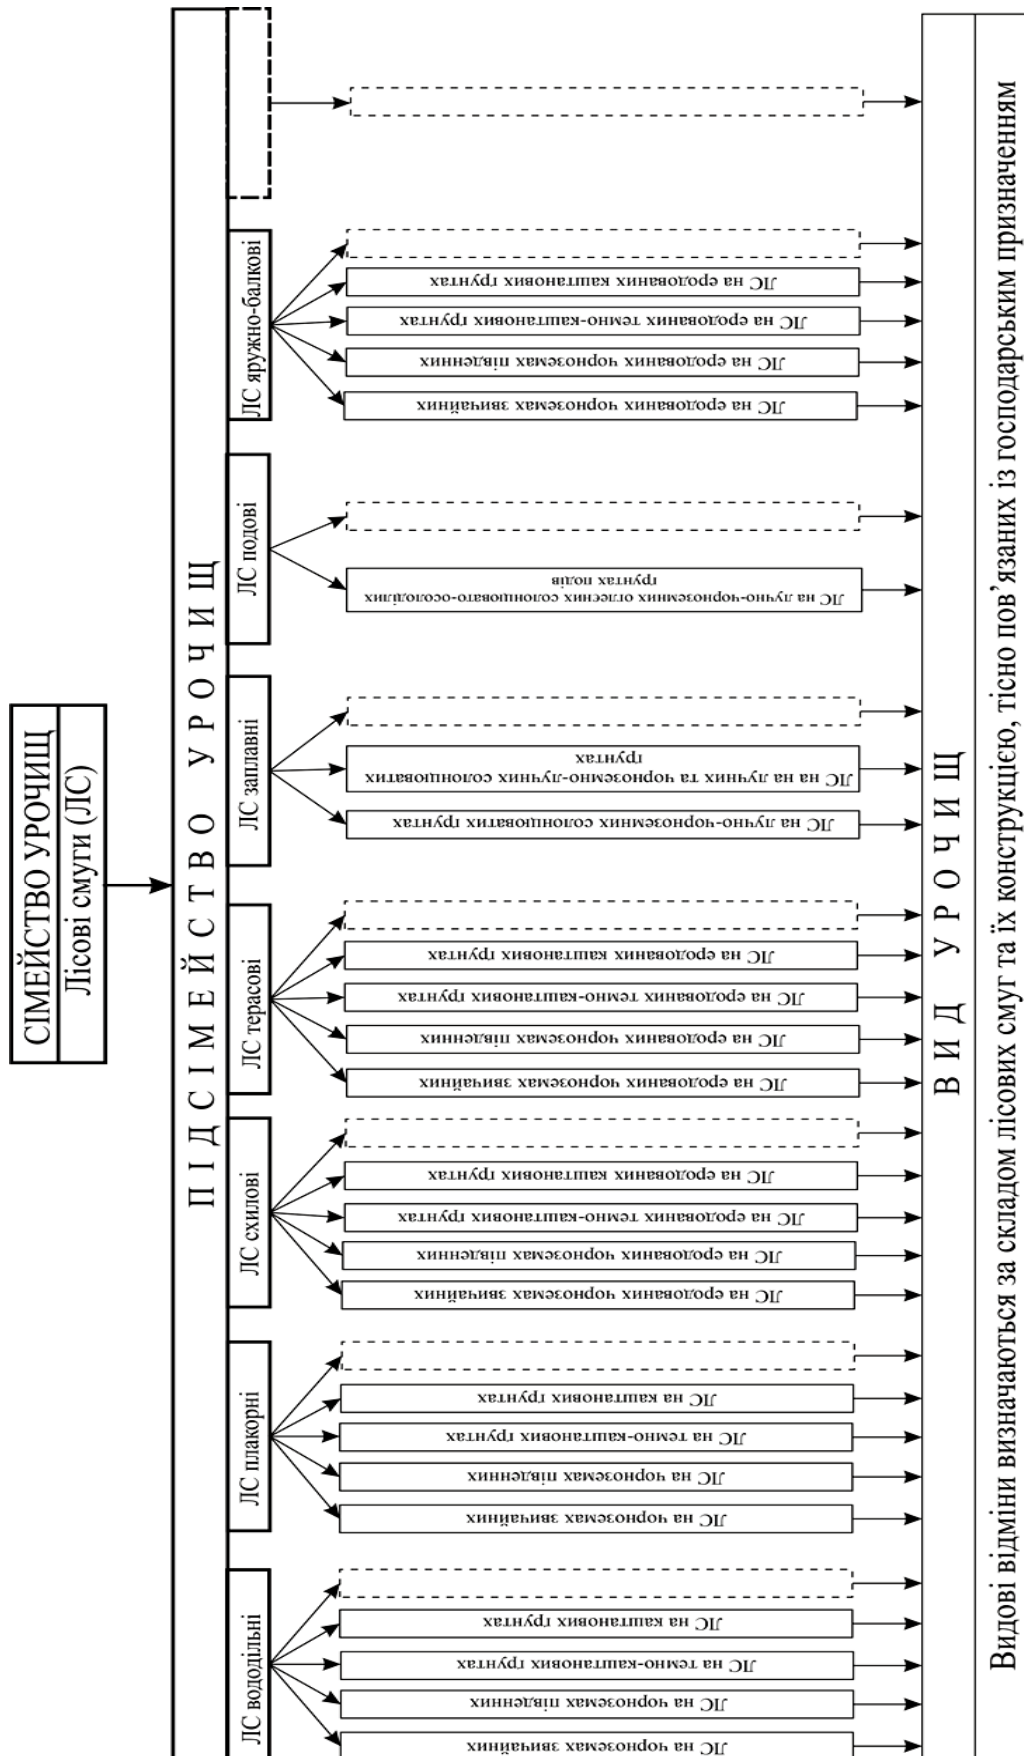 СІМЕЙСТВО УРОЧИЩ
Лісові смуги (ЛС)
ПІДСІМЕЙСТВО УРОЧИЩ
ЛС вододільні
ЛС на чорноземах звичайних
ЛС на чорноземах південних
ЛС на темно-каштанових ґрунтах
ЛС на каштанових ґрунтах
ЛС плакорні
ЛС на чорноземах звичайних
ЛС на чорноземах південних
ЛС на темно-каштанових ґрунтах
ЛС на каштанових ґрунтах
ЛС схилові
ЛС на еродованих чорноземах звичайних
ЛС на еродованих чорноземах південних
ЛС на еродованих темно-каштанових ґрунтах
ЛС на еродованих каштанових ґрунтах
ЛС терасові
ЛС на еродованих чорноземах звичайних
ЛС на еродованих чорноземах південних
ЛС на еродованих темно-каштанових ґрунтах
ЛС на еродованих каштанових ґрунтах
ЛС заплавні
ЛС на лучно-чорноземних солонцюватих ґрунтах
ЛС на на лучних та чорноземно-лучних солонцюватих
ґрунтах
ЛС подові
ЛС на лучно-чорноземних оглеєних солонцювато-осолоділих
ґрунтах подів
ЛС яружно-балкові
ЛС на еродованих чорноземах звичайних
ЛС на еродованих чорноземах південних
ЛС на еродованих темно-каштанових ґрунтах
ЛС на еродованих каштанових ґрунтах
ВИД УРОЧИЩ
Видові відміни визначаються за складом лісових смуг та їх конструкцією, тісно пов’язаних із господарським призначенням